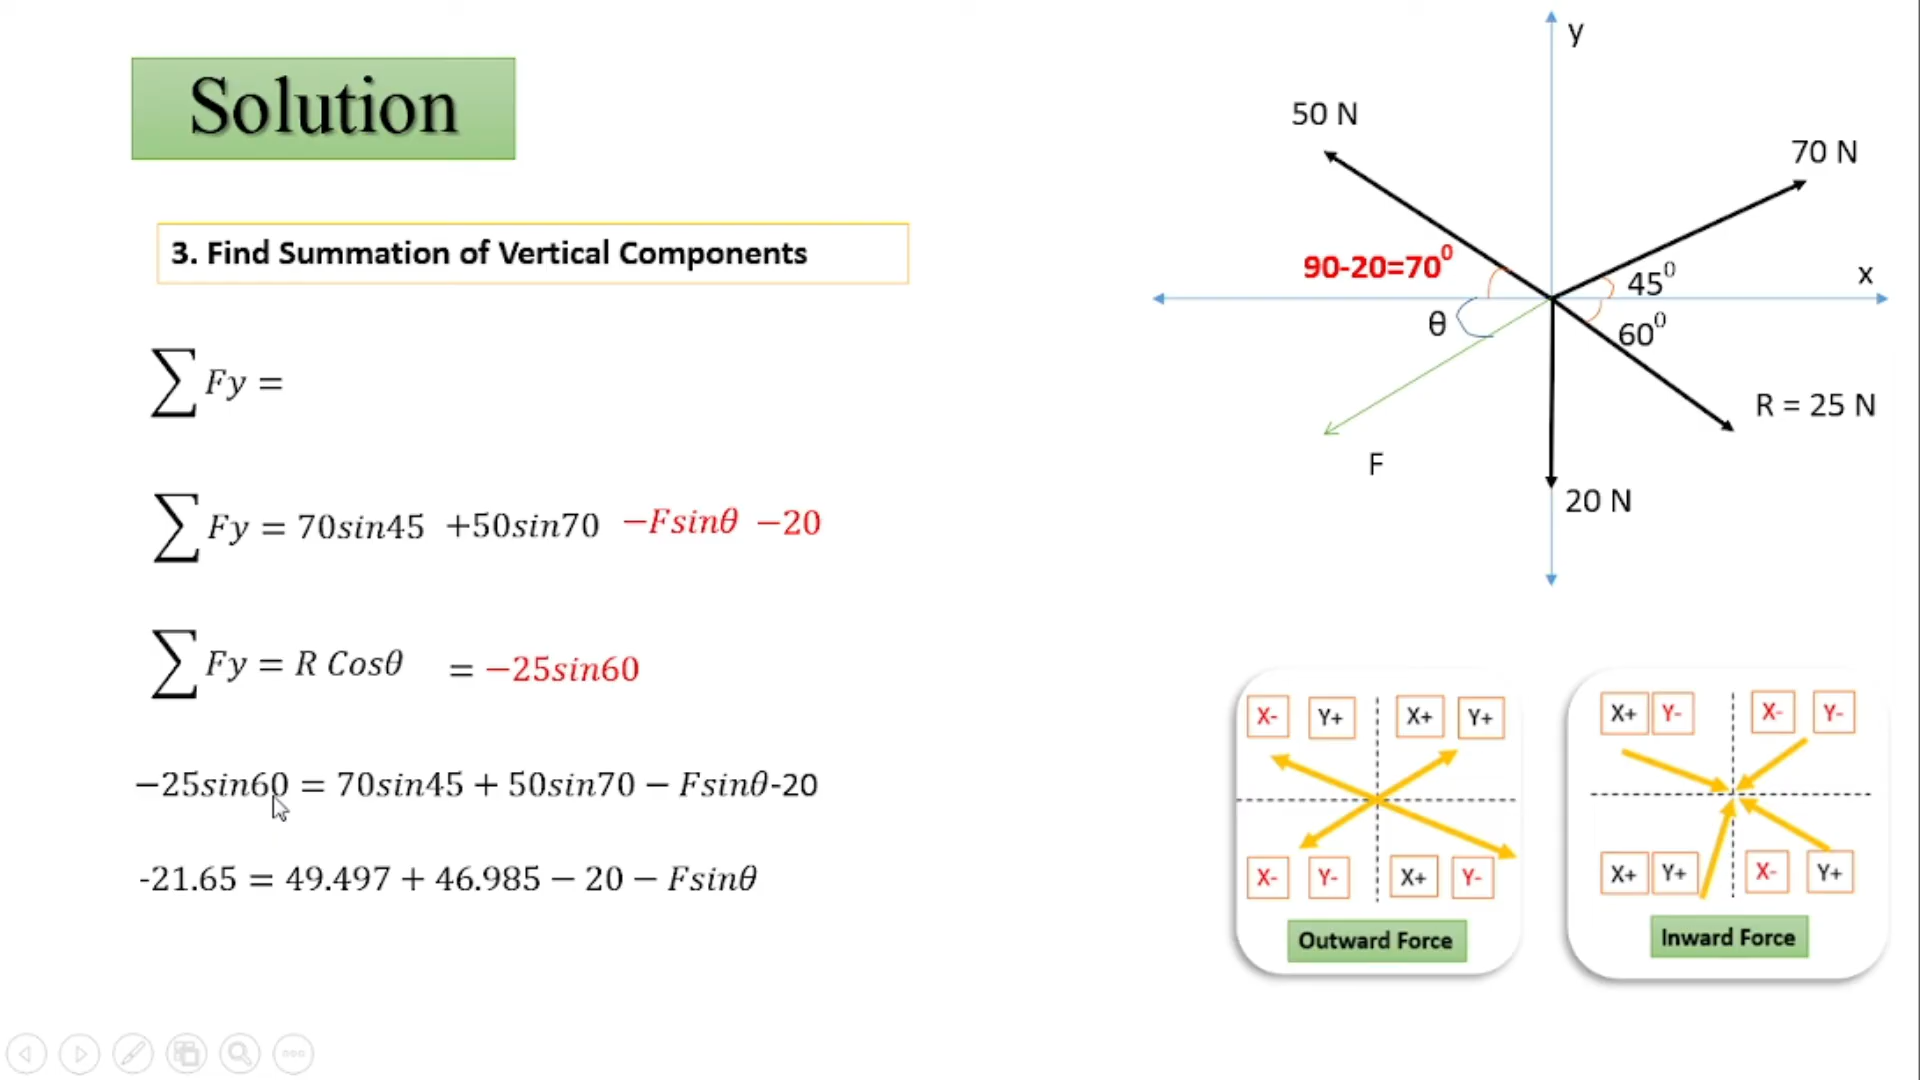 Solution
3. Find Summation of Vertical Components
∑Fy =
∑Fy = 70sin45 +50sin70 −Fsinθ −20
∑Fy = R Cosθ = −25sin60
−25sin60 = 70sin45 + 50sin70 − Fsinθ-20
-21.65 = 49.497 + 46.985 − 20 − Fsinθ
y
50 N
70 N
90-20=70⁰
45⁰
x
θ
60⁰
R = 25 N
F
20 N
X- Y+ X+ Y+
X- Y- X+ Y-
Outward Force
X+ Y- X- Y-
X+ Y+ X- Y+
Inward Force